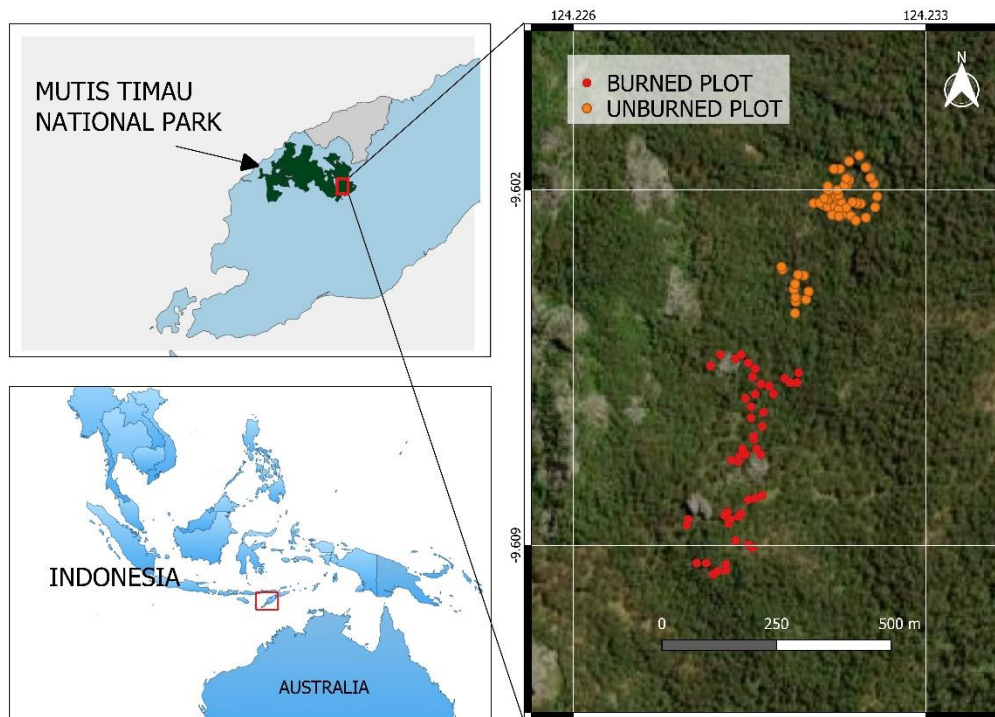 MUTIS TIMAU
NATIONAL PARK
INDONESIA
AUSTRALIA
124.226
124.233
BURNED PLOT
UNBURNED PLOT
N
-9.602
-9.609
0
250
500 m